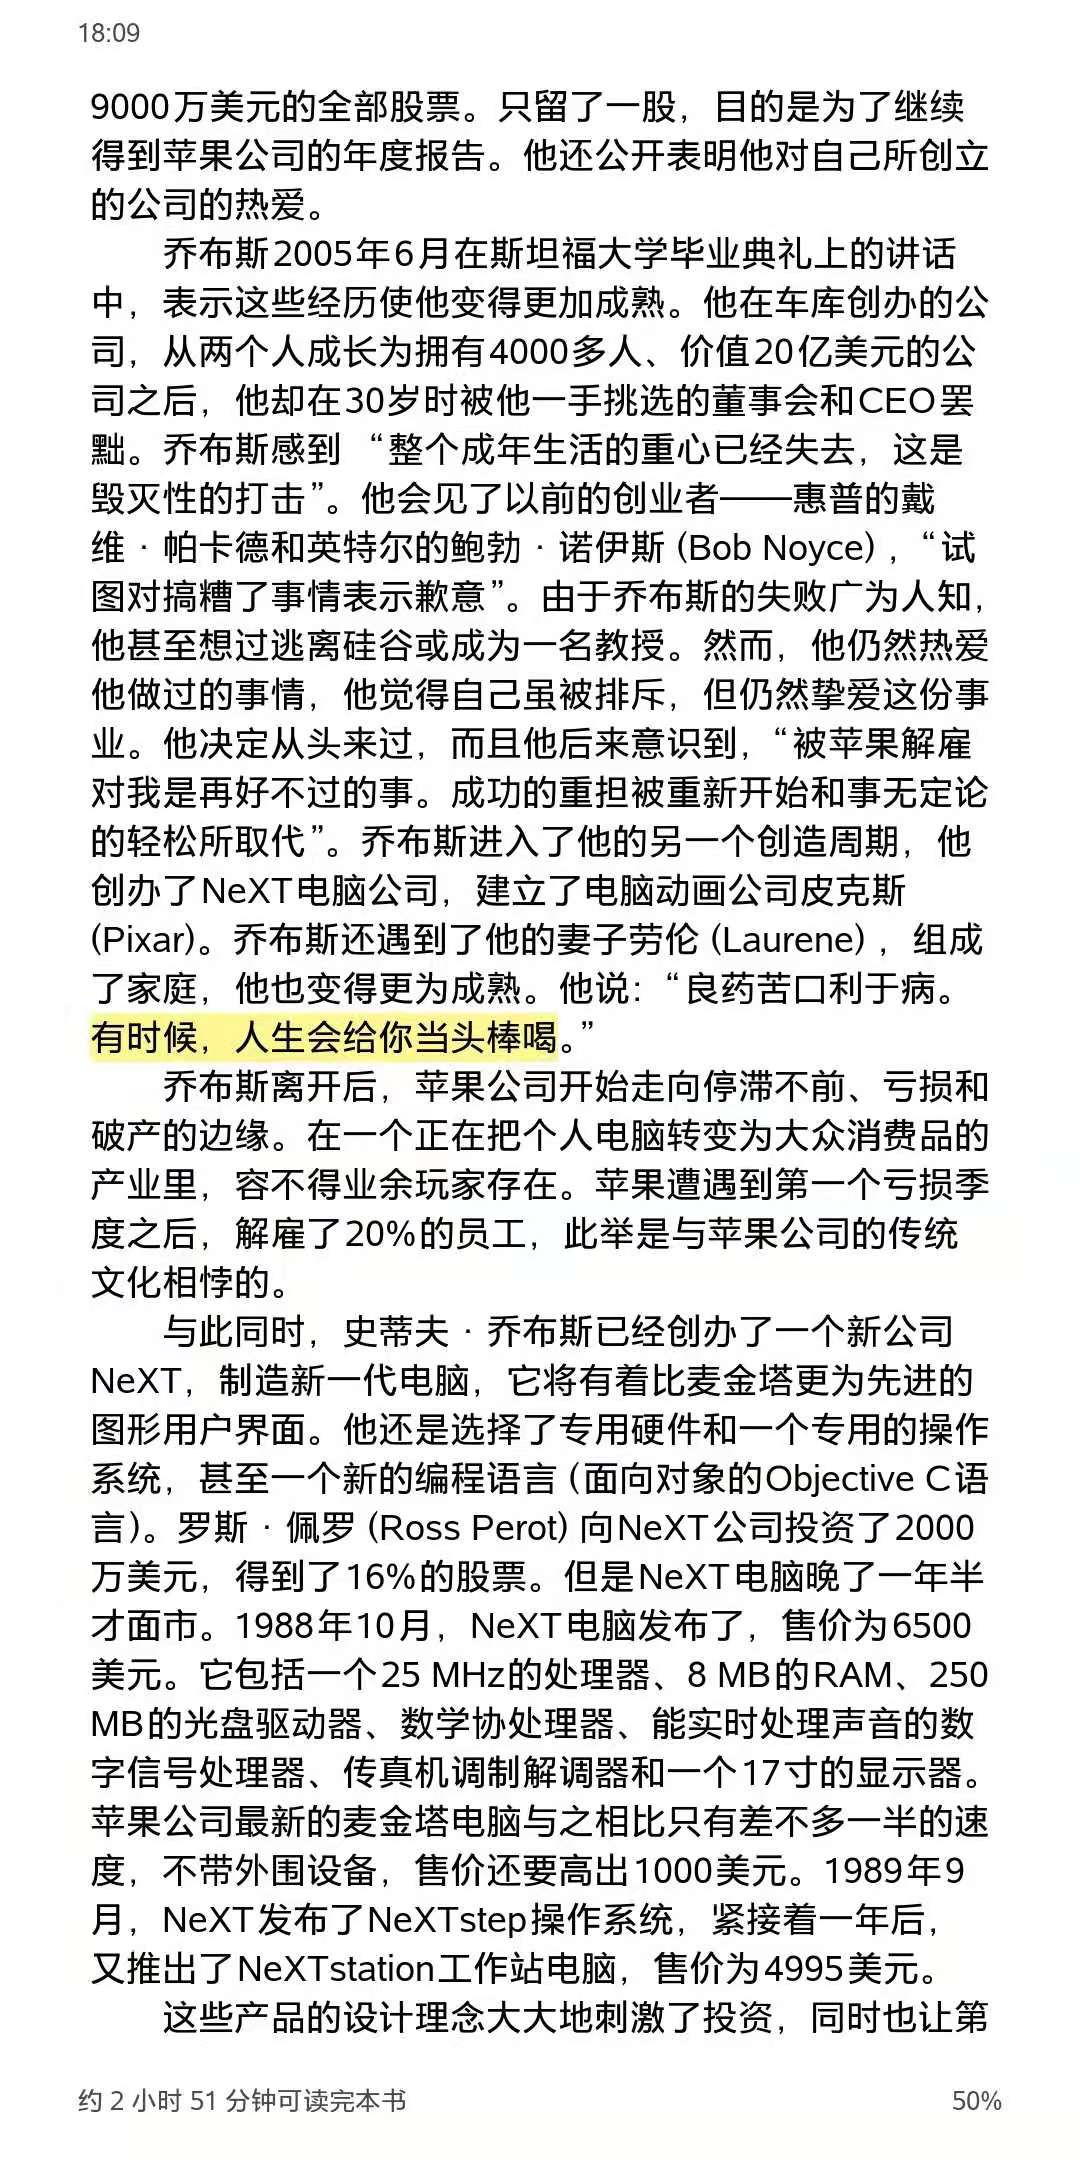 18:09
9000万美元的全部股票。只留了一股，目的是为了继续
得到苹果公司的年度报告。他还公开表明他对自己所创立
的公司的热爱。
乔布斯2005年6月在斯坦福大学毕业典礼上的讲话
中，表示这些经历使他变得更加成熟。他在车库创办的公
司，从两个人成长为拥有4000多人、价值20亿美元的公
司之后，他却在30岁时被他一手挑选的董事会和CEO罢
黜。乔布斯感到 “整个成年生活的重心已经失去，这是
毁灭性的打击”。他会见了以前的创业者——惠普的戴
维·帕卡德和英特尔的鲍勃·诺伊斯 (Bob Noyce) ，“试
图对搞糟了事情表示歉意”。由于乔布斯的失败广为人知，
他甚至想过逃离硅谷或成为一名教授。然而，他仍然热爱
他做过的事情，他觉得自己虽被排斥，但仍然挚爱这份事
业。他决定从头来过，而且他后来意识到，“被苹果解雇
对我是再好不过的事。成功的重担被重新开始和事无定论
的轻松所取代”。乔布斯进入了他的另一个创造周期，他
创办了NeXT电脑公司，建立了电脑动画公司皮克斯
(Pixar)。乔布斯还遇到了他的妻子劳伦 (Laurene) ，组成
了家庭，他也变得更为成熟。他说：“良药苦口利于病。
有时候，人生会给你当头棒喝。”
乔布斯离开后，苹果公司开始走向停滞不前、亏损和
破产的边缘。在一个正在把个人电脑转变为大众消费品的
产业里，容不得业余玩家存在。苹果遭遇到第一个亏损季
度之后，解雇了20%的员工，此举是与苹果公司的传统
文化相悖的。
与此同时，史蒂夫·乔布斯已经创办了一个新公司
NeXT，制造新一代电脑，它将有着比麦金塔更为先进的
图形用户界面。他还是选择了专用硬件和一个专用的操作
系统，甚至一个新的编程语言 (面向对象的Objective C语
言)。罗斯·佩罗 (Ross Perot) 向NeXT公司投资了2000
万美元，得到了16%的股票。但是NeXT电脑晚了一年半
才面市。1988年10月，NeXT电脑发布了，售价为6500
美元。它包括一个25 MHz的处理器、8 MB的RAM、250
MB的光盘驱动器、数学协处理器、能实时处理声音的数
字信号处理器、传真机调制解调器和一个17寸的显示器。
苹果公司最新的麦金塔电脑与之相比只有差不多一半的速
度，不带外围设备，售价还要高出1000美元。1989年9
月，NeXT发布了NeXTstep操作系统，紧接着一年后，
又推出了NeXTstation工作站电脑，售价为4995美元。
这些产品的设计理念大大地刺激了投资，同时也让第
约 2 小时 51 分钟可读完本书
50%